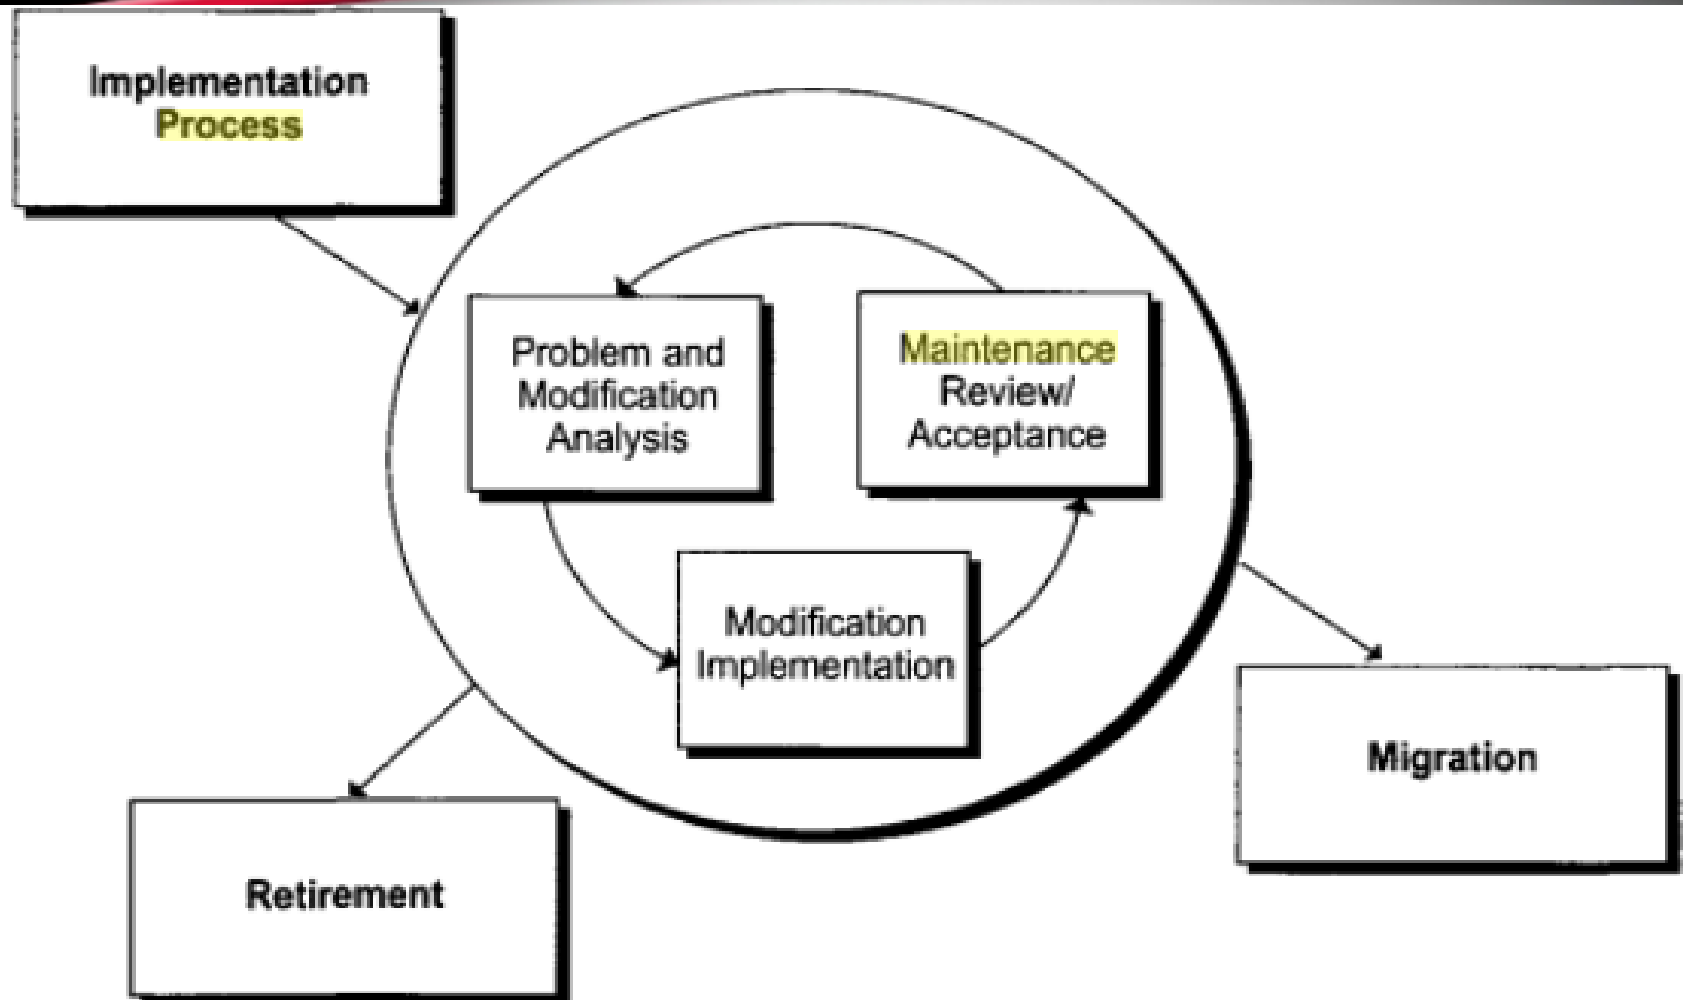 Implementation
Process
Problem and
Modification
Analysis
Maintenance
Review/
Acceptance
Modification
Implementation
Migration
Retirement